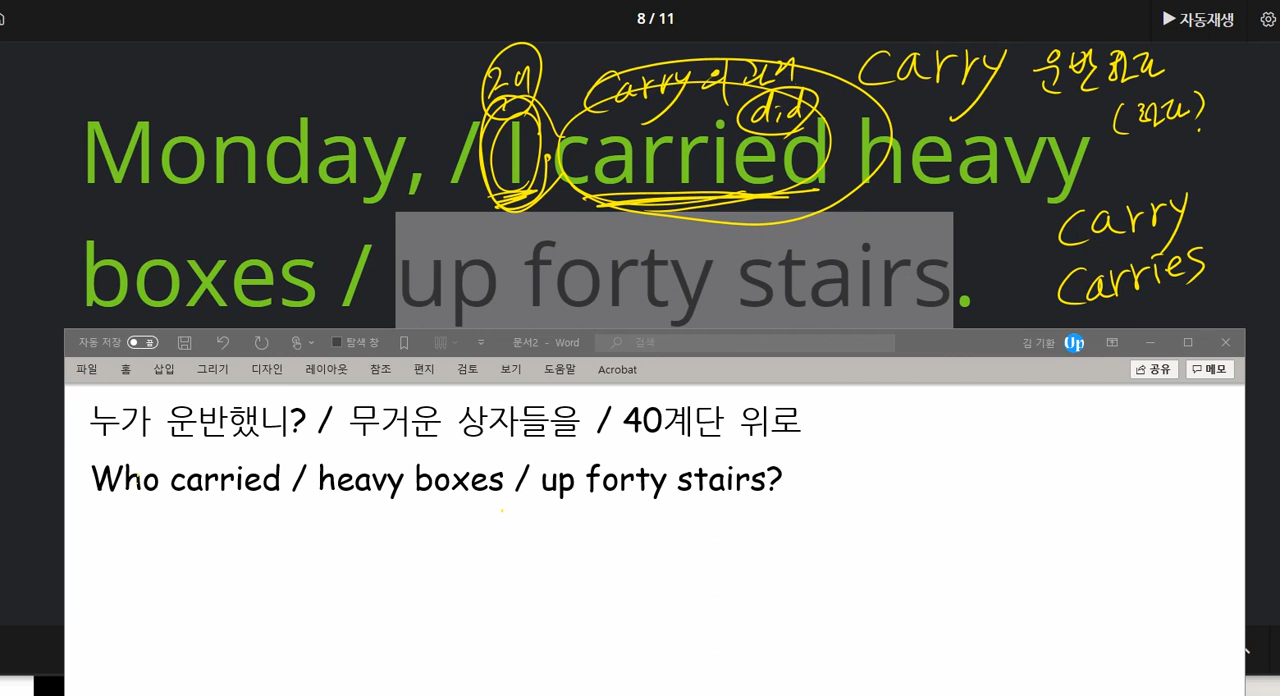 8 / 11
자동재생
주어
carry의 과거
did
carry 운반하다
Monday, / I carried heavy
boxes / up forty stairs.
carry
carries
자동 저장
끔
탐색 창
문서2 - Word
검색
김 기환
Up
파일 홈 삽입 그리기 디자인 레이아웃 참조 편지 검토 보기 도움말 Acrobat
공유
메모
누가 운반했니? / 무거운 상자들을 / 40계단 위로
Who carried / heavy boxes / up forty stairs?